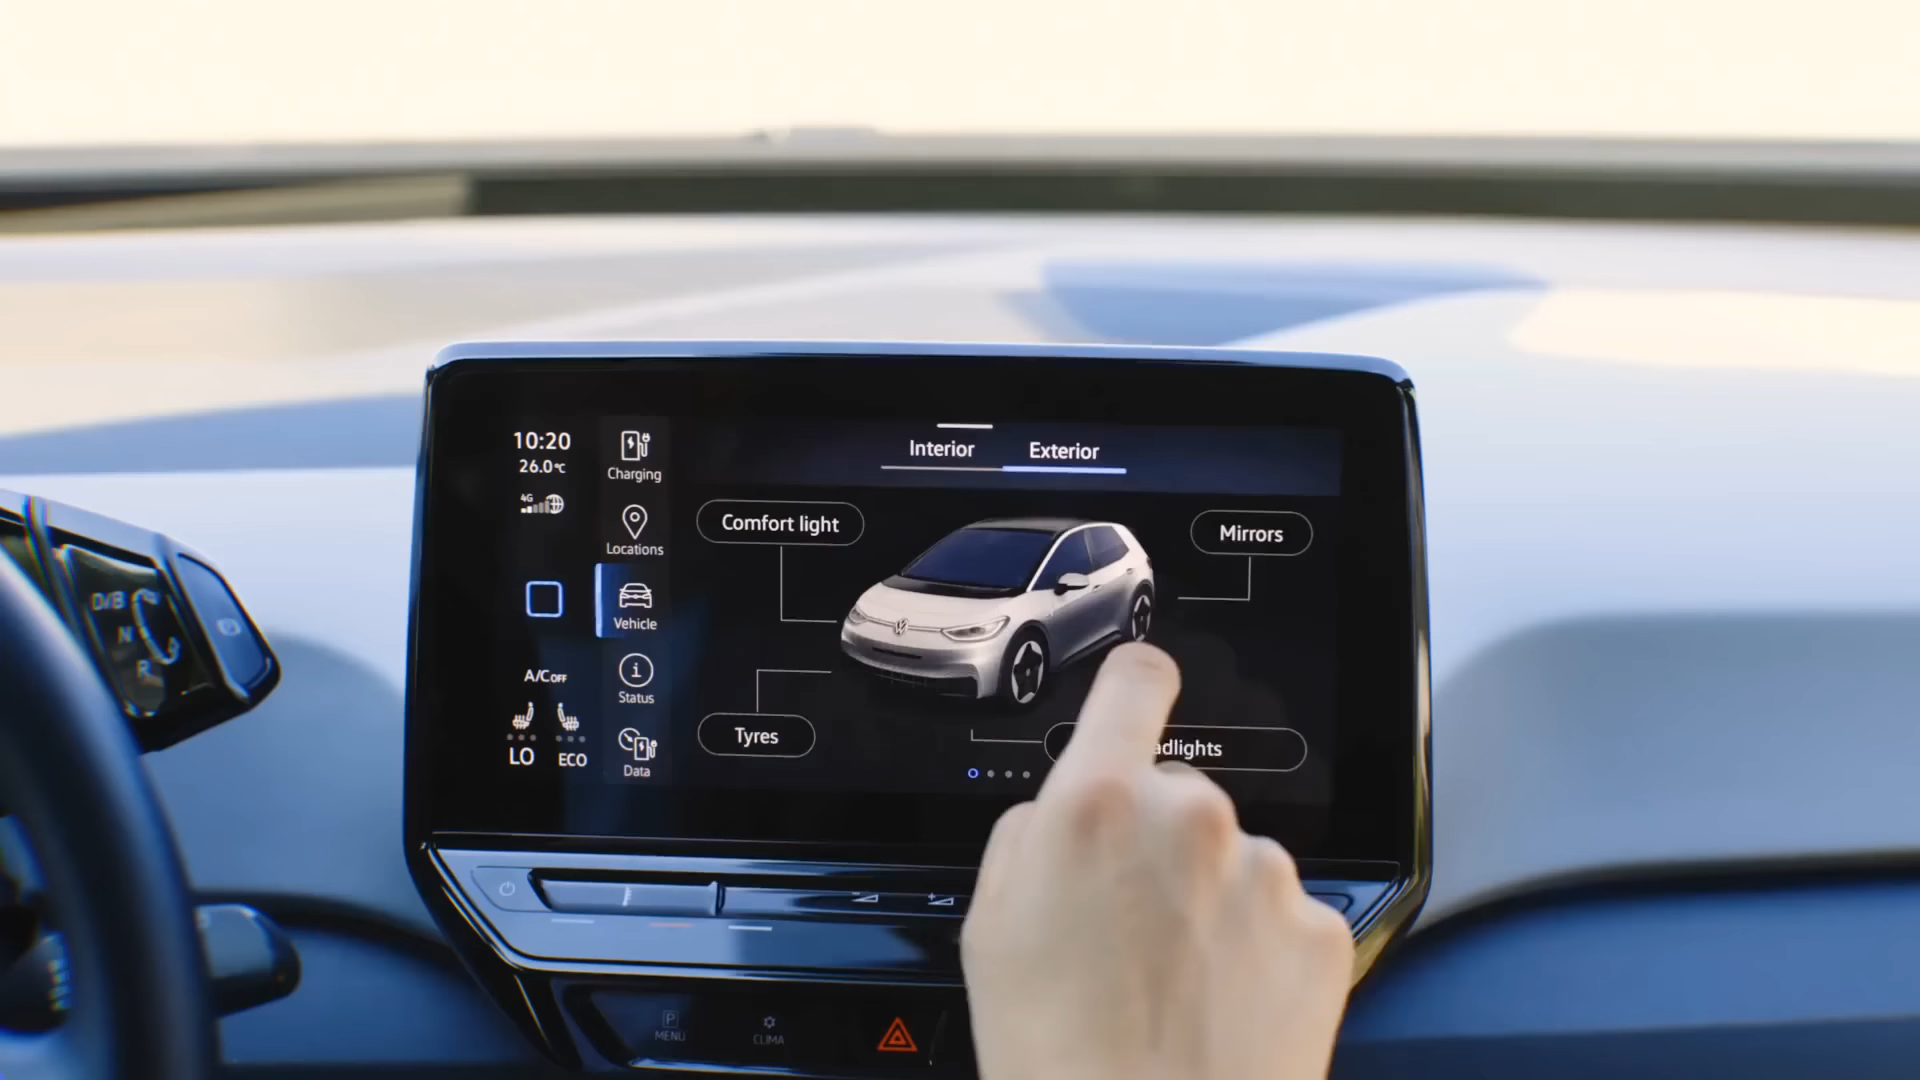 10:20
26.0°C
4G
A/C OFF
LO
ECO
Charging
Locations
Vehicle
Status
Data
Interior
Exterior
Comfort light
Mirrors
Tyres
adlights
D/B
N
R
P
MENU
CLIMA